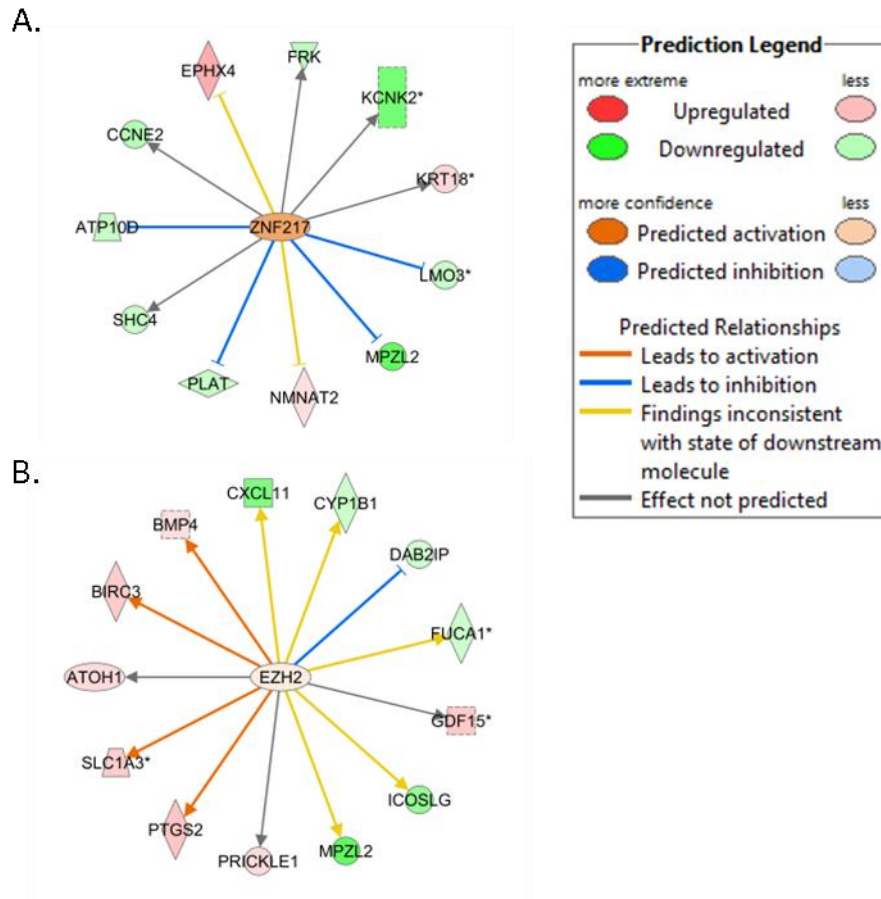 A.
EPHX4
FRK
KCNK2*
CCNE2
KRT18*
ATP10D
ZNF217
LMO3*
SHC4
MPZL2
PLAT
NMNAT2
Prediction Legend
more extreme less
Upregulated
Downregulated
more confidence less
Predicted activation
Predicted inhibition
Predicted Relationships
Leads to activation
Leads to inhibition
Findings inconsistent
with state of downstream
molecule
Effect not predicted
B.
CXCL11
CYP1B1
BMP4
DAB2IP
BIRC3
FUCA1*
ATOH1
EZH2
GDF15*
SLC1A3*
ICOSLG
PTGS2
MPZL2
PRICKLE1